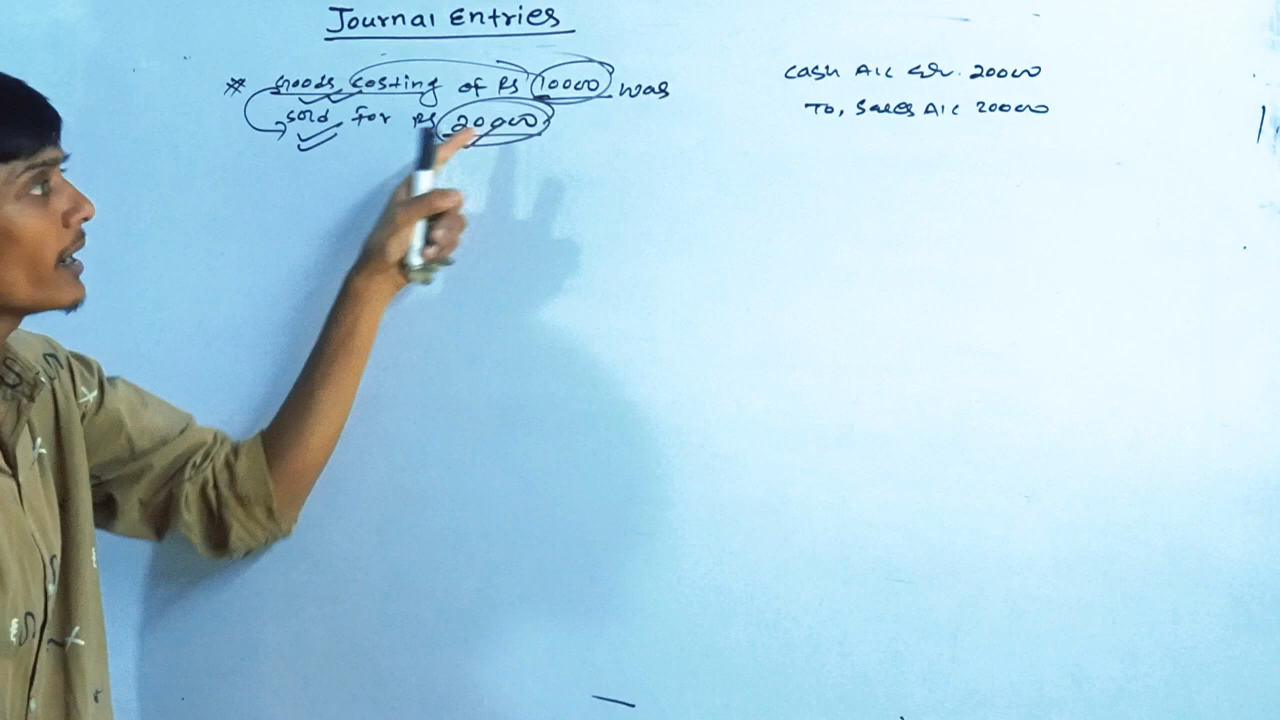 Journal Entries
* Goods costing of Rs 10000 was
sold for Rs 20000
Cash A/c Dr. 20000
To, Sales A/c 20000